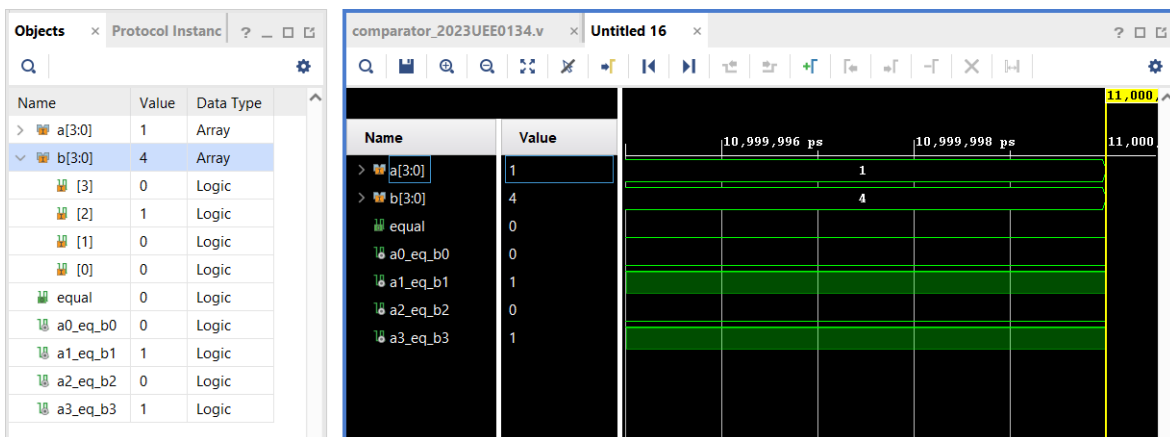 Objects × Protocol Instanc ? _
Name Value Data Type
a[3:0] 1 Array
b[3:0] 4 Array
[3] 0 Logic
[2] 1 Logic
[1] 0 Logic
[0] 0 Logic
equal 0 Logic
a0_eq_b0 0 Logic
a1_eq_b1 1 Logic
a2_eq_b2 0 Logic
a3_eq_b3 1 Logic
comparator_2023UEE0134.v × Untitled 16 × ?
11,000,
Name Value
10,999,996 ps 10,999,998 ps 11,000
a[3:0] 1 1
b[3:0] 4 4
equal 0
a0_eq_b0 0
a1_eq_b1 1
a2_eq_b2 0
a3_eq_b3 1